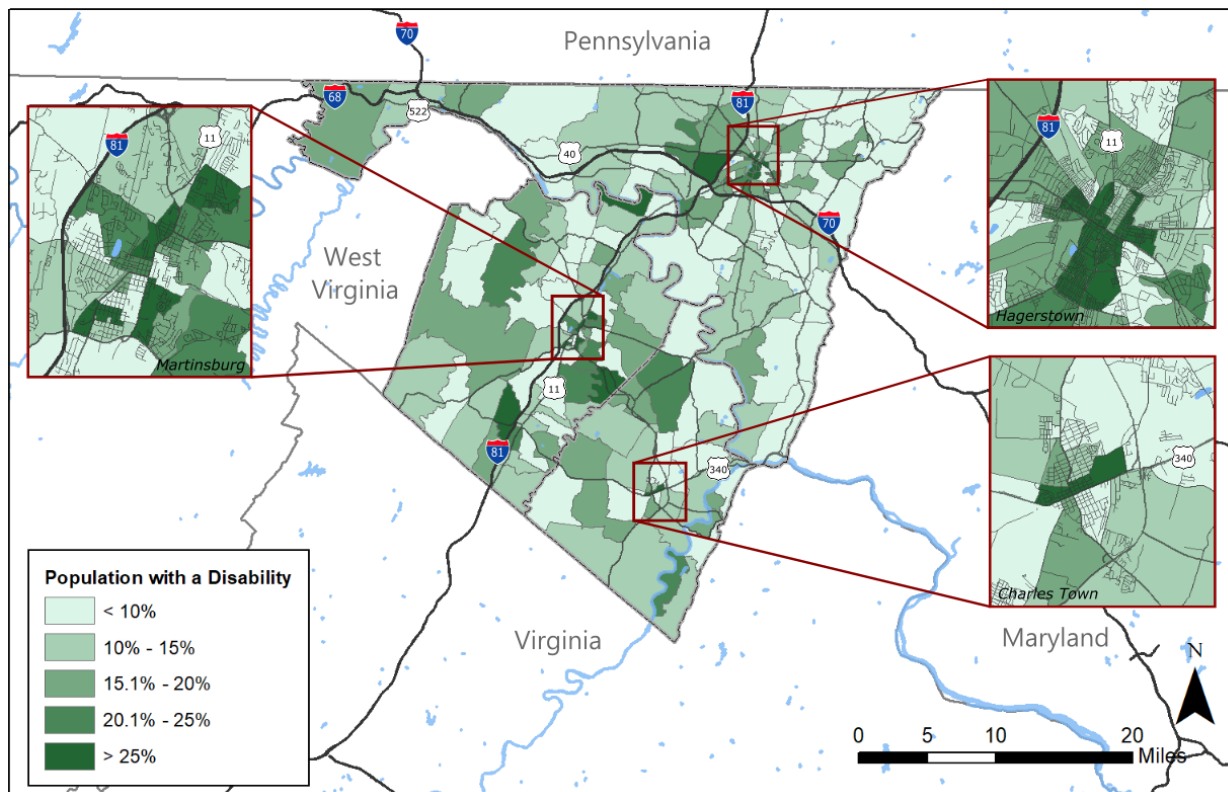 Pennsylvania
70
68
522
81
81
11
Martinsburg
40
81
11
Hagerstown
70
West
Virginia
11
81
340
340
Charles Town
Virginia
Maryland
Population with a Disability
< 10%
10% - 15%
15.1% - 20%
20.1% - 25%
> 25%
N
0 5 10 20
Miles